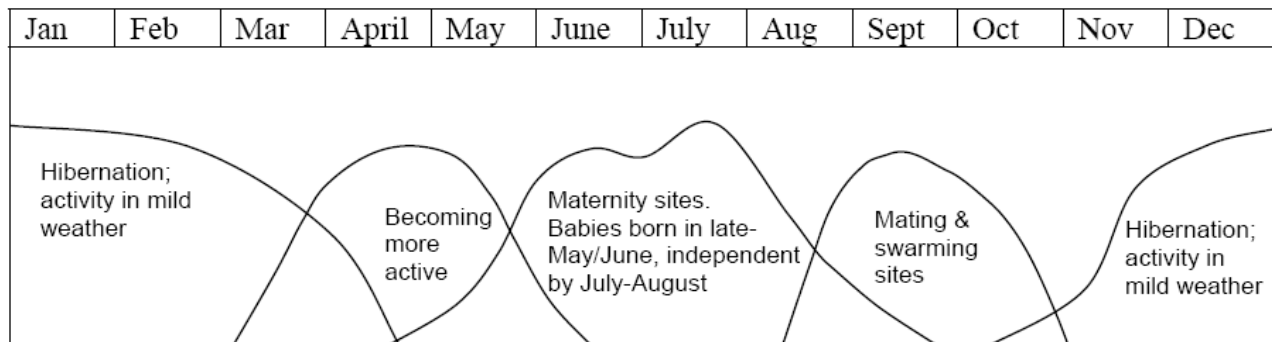 Jan Feb Mar April May June July Aug Sept Oct Nov Dec
Hibernation;
activity in mild
weather
Becoming
more
active
Maternity sites.
Babies born in late-
May/June, independent
by July-August
Mating &
swarming
sites
Hibernation;
activity in
mild weather